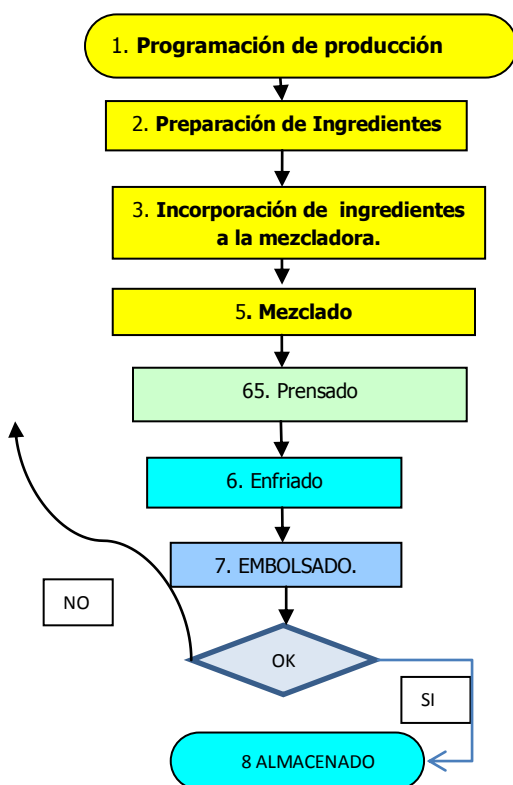 1. Programación de producción
2. Preparación de Ingredientes
3. Incorporación de ingredientes
a la mezcladora.
5. Mezclado
65. Prensado
6. Enfriado
7. EMBOLSADO.
NO
OK
SI
8 ALMACENADO